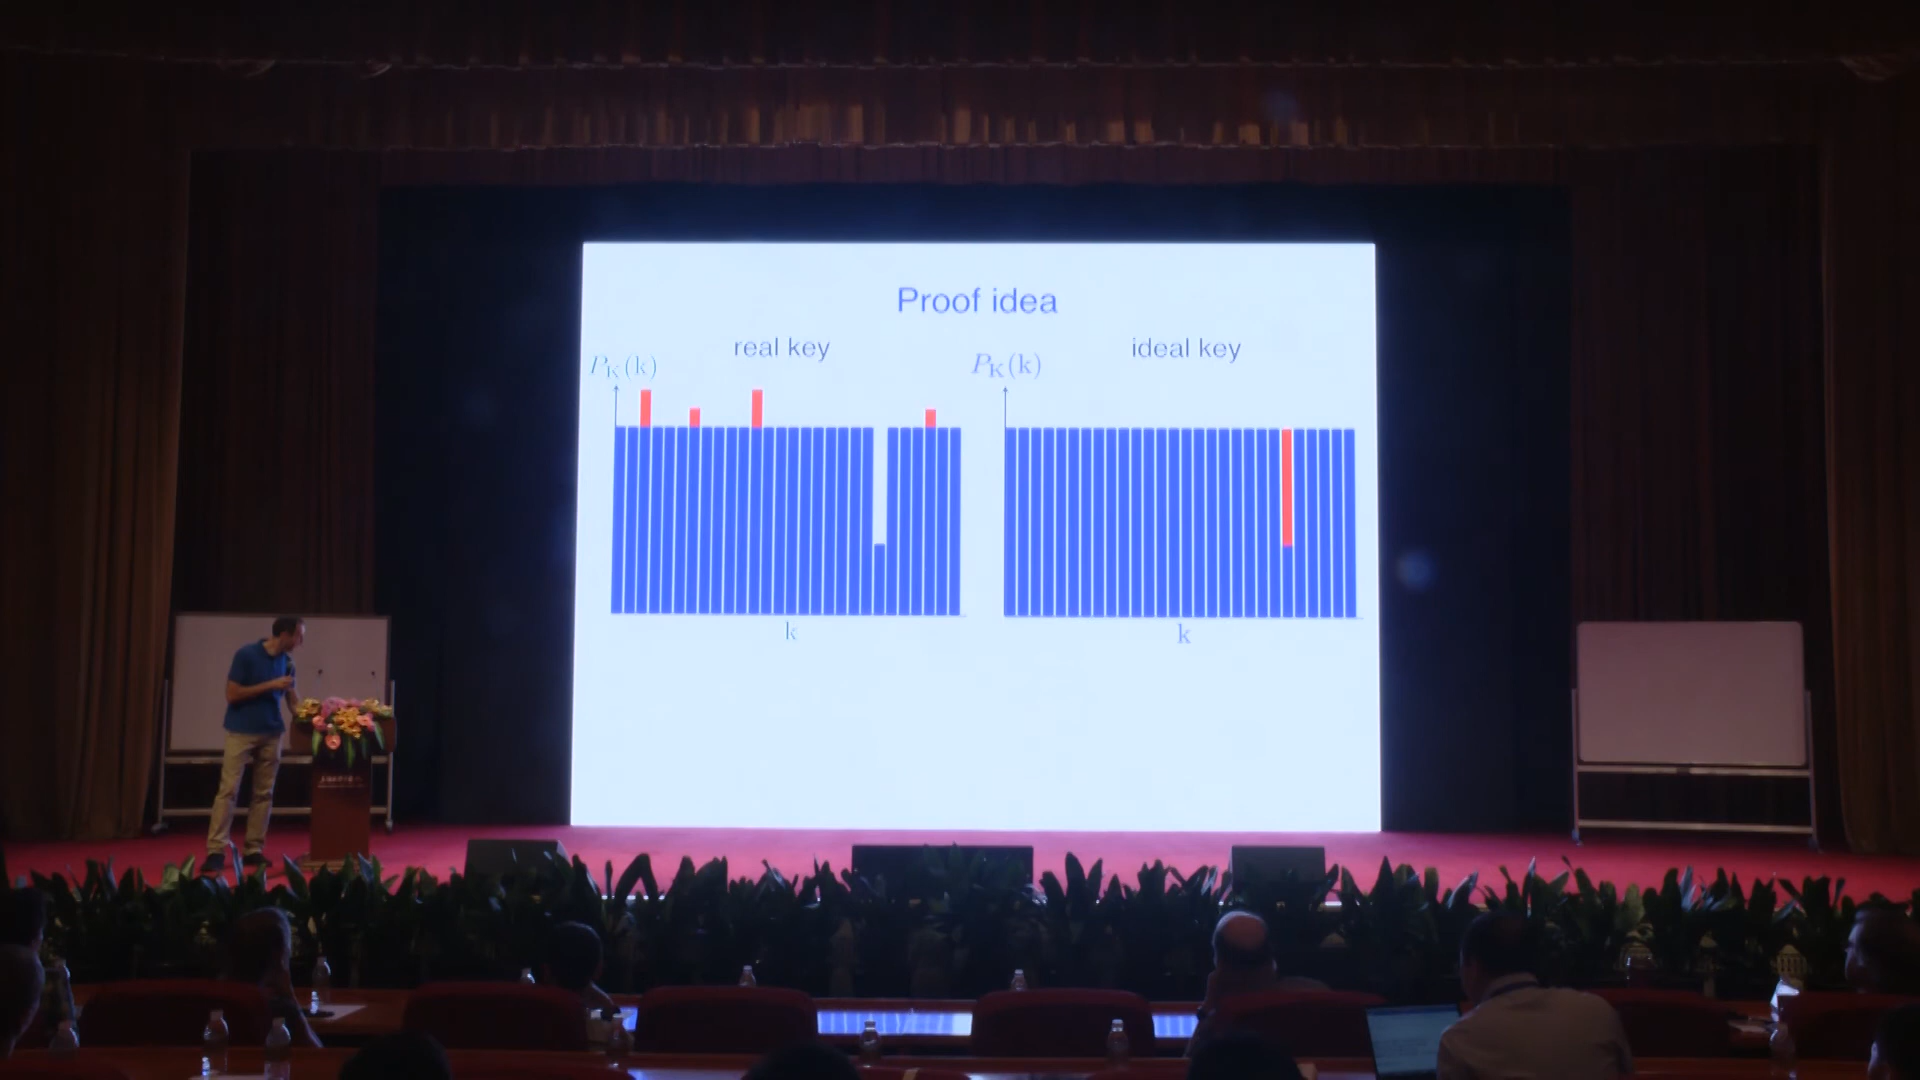 Proof idea
real key
ideal key
P_K(k)
P_K(k)
k
k